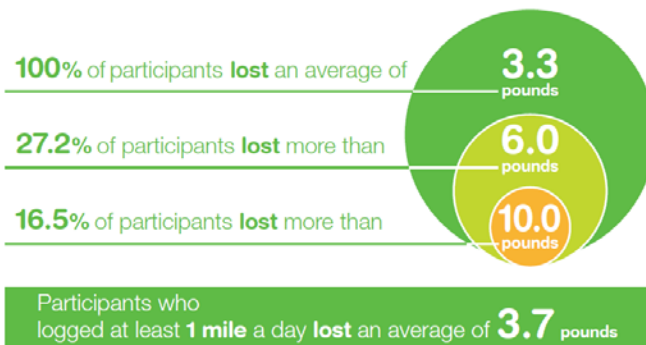 100% of participants lost an average of 3.3 pounds
27.2% of participants lost more than 6.0 pounds
16.5% of participants lost more than 10.0 pounds
Participants who
logged at least 1 mile a day lost an average of 3.7 pounds